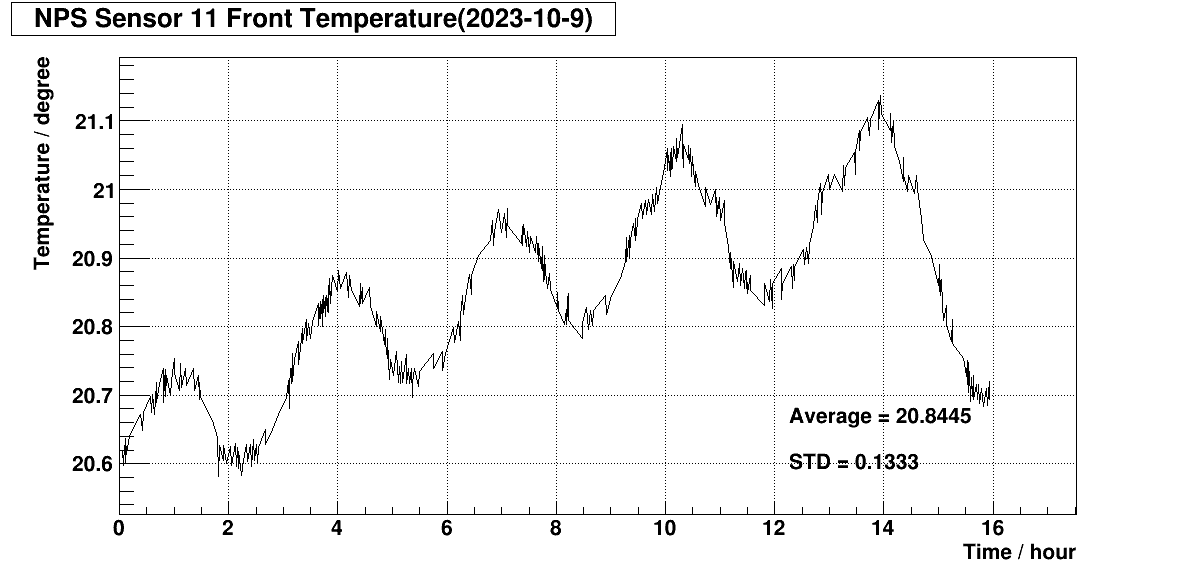 NPS Sensor 11 Front Temperature(2023-10-9)
Temperature / degree
21.1
21
20.9
20.8
20.7
20.6
Average = 20.8445
STD = 0.1333
0 2 4 6 8 10 12 14 16
Time / hour